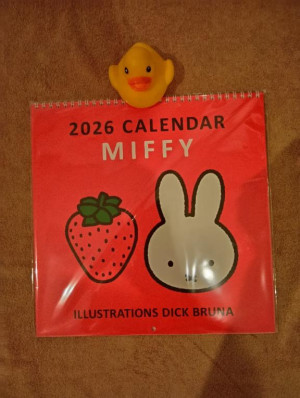 2026 CALENDAR
MIFFY
ILLUSTRATIONS DICK BRUNA